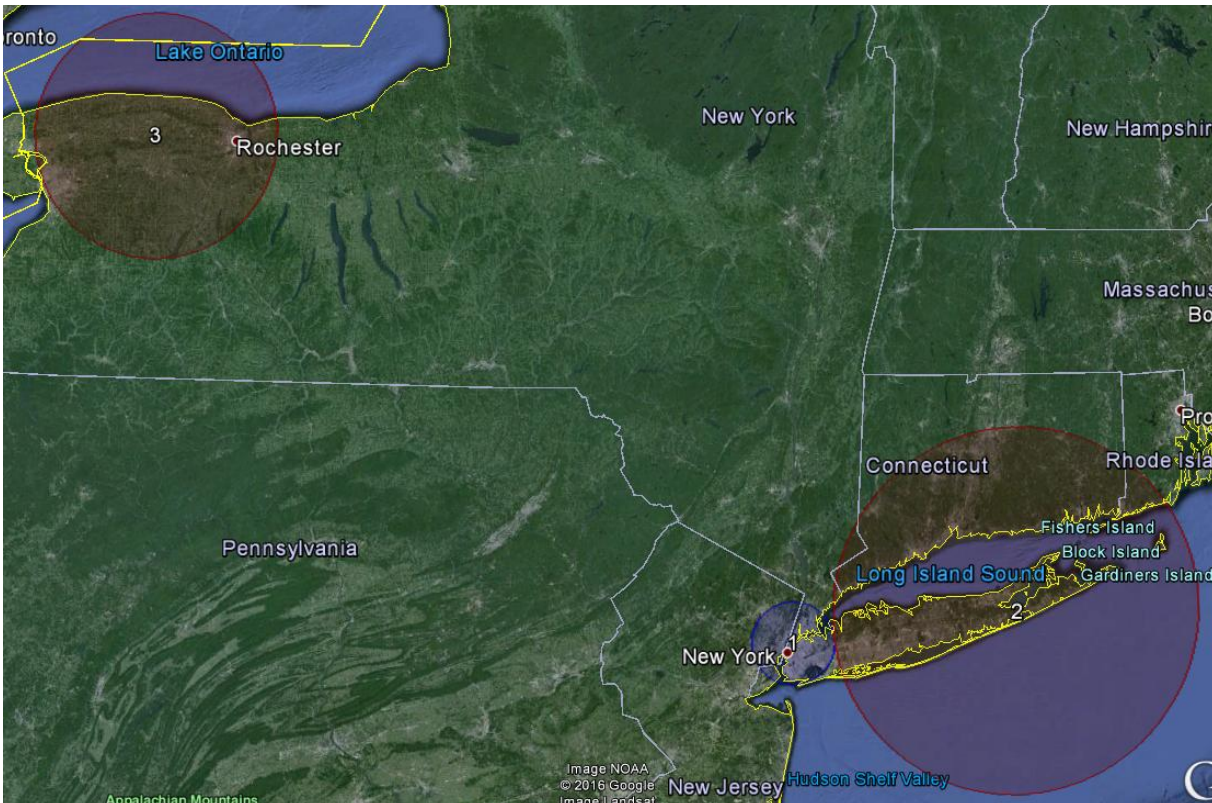 ronto
Lake Ontario
3
Rochester
New York
New Hampshir
Massachus
Bo
Pro
Connecticut
Rhode Isla
Fishers Island
Block Island
Gardiners Island
Long Island Sound
2
Pennsylvania
1
New York
Image NOAA
© 2016 Google
Image Landsat
New Jersey
Hudson Shelf Valley
Appalachian Mountains